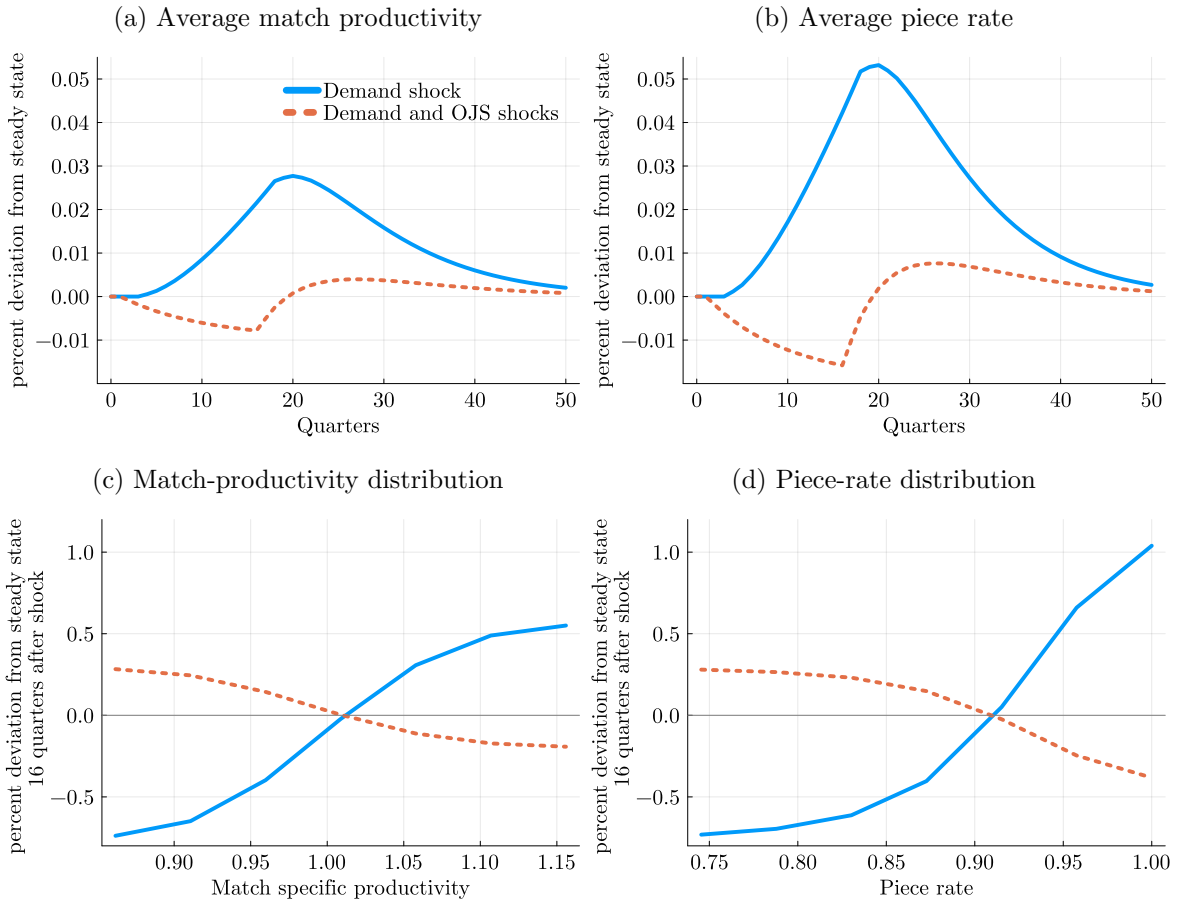 (a) Average match productivity
percent deviation from steady state
0.05
0.04
0.03
0.02
0.01
0.00
−0.01
Demand shock
Demand and OJS shocks
0 10 20 30 40 50
Quarters
(b) Average piece rate
percent deviation from steady state
0.05
0.04
0.03
0.02
0.01
0.00
−0.01
0 10 20 30 40 50
Quarters
(c) Match-productivity distribution
percent deviation from steady state
16 quarters after shock
1.0
0.5
0.0
−0.5
0.90 0.95 1.00 1.05 1.10 1.15
Match specific productivity
(d) Piece-rate distribution
percent deviation from steady state
16 quarters after shock
1.0
0.5
0.0
−0.5
0.75 0.80 0.85 0.90 0.95 1.00
Piece rate